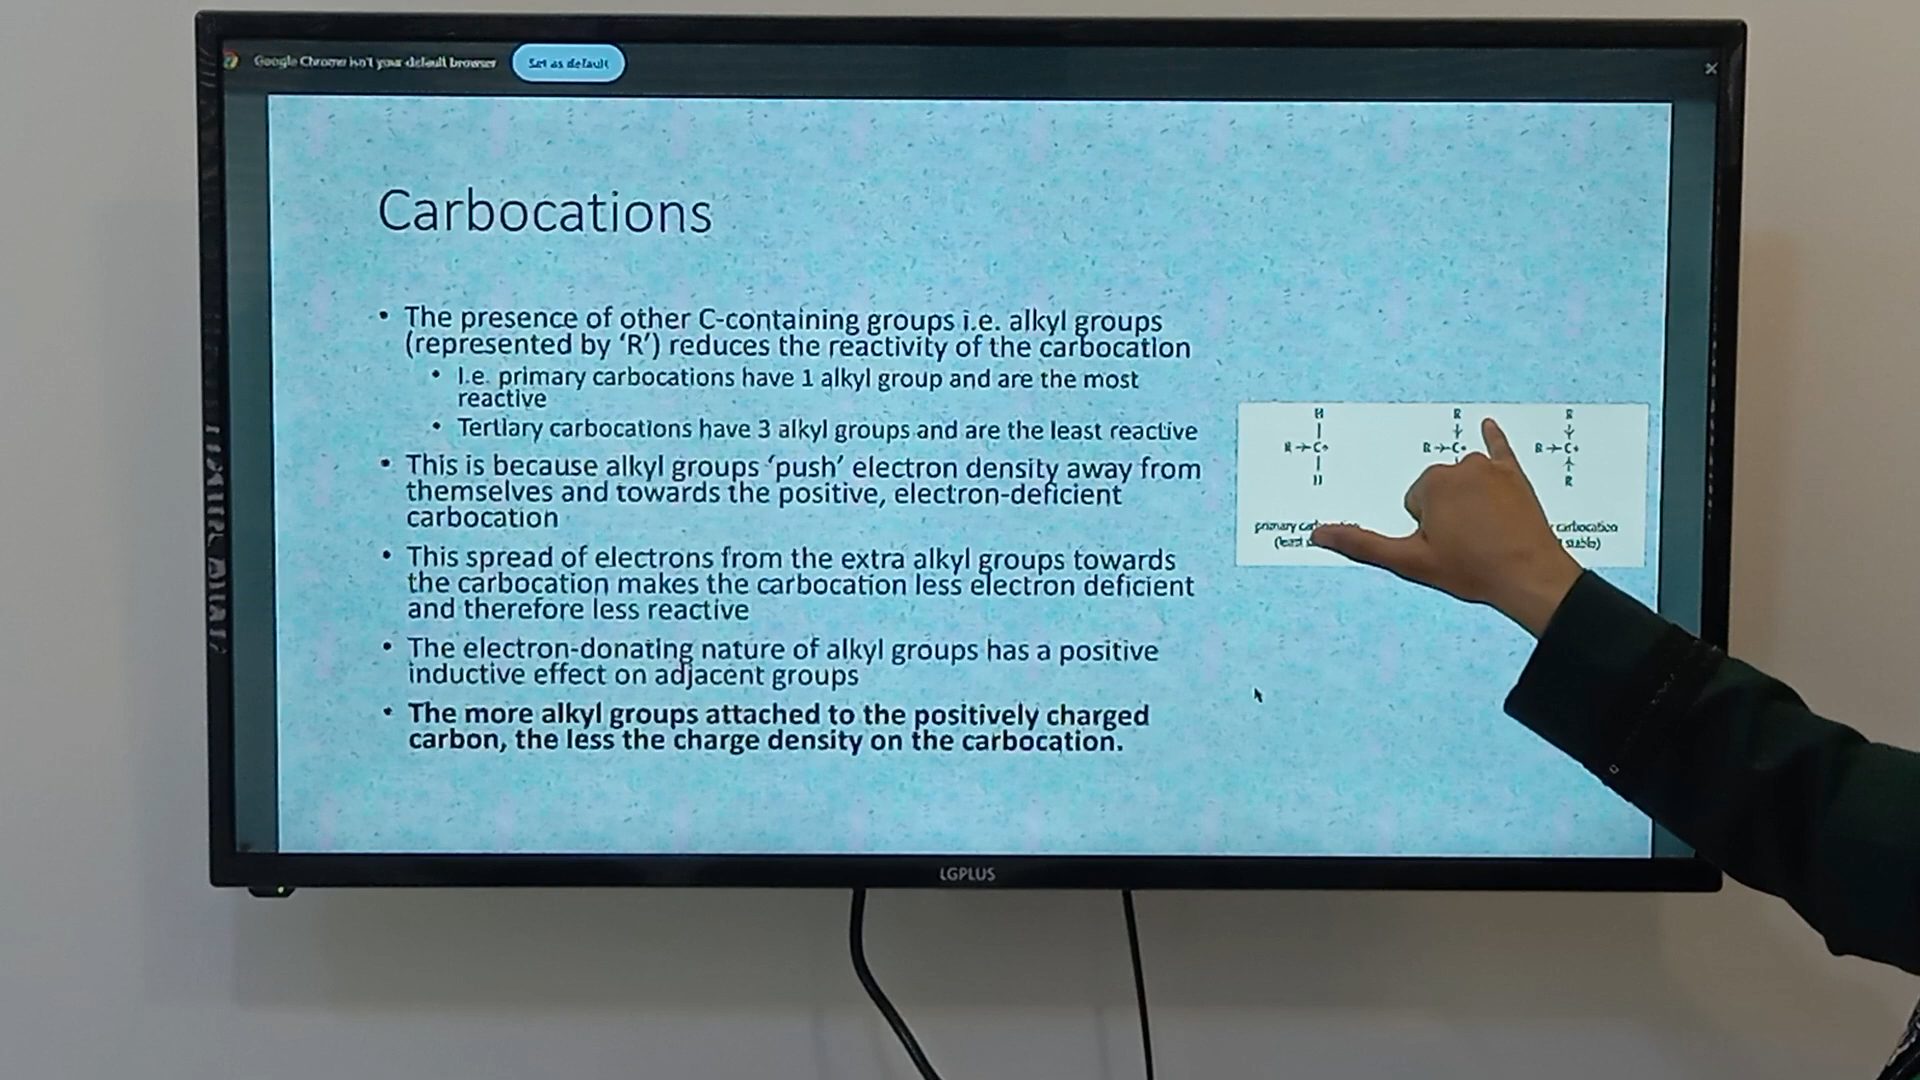 Google Chrome isn't your default browser
Set as default
Carbocations
• The presence of other C-containing groups i.e. alkyl groups
(represented by 'R') reduces the reactivity of the carbocation
• I.e. primary carbocations have 1 alkyl group and are the most
reactive
• Tertiary carbocations have 3 alkyl groups and are the least reactive
• This is because alkyl groups 'push' electron density away from
themselves and towards the positive, electron-deficient
carbocation
• This spread of electrons from the extra alkyl groups towards
the carbocation makes the carbocation less electron deficient
and therefore less reactive
• The electron-donating nature of alkyl groups has a positive
inductive effect on adjacent groups
• The more alkyl groups attached to the positively charged
carbon, the less the charge density on the carbocation.
H R R
R→C+ R→C+ R→C+
H R
primary carbocation
(least
LGPLUS